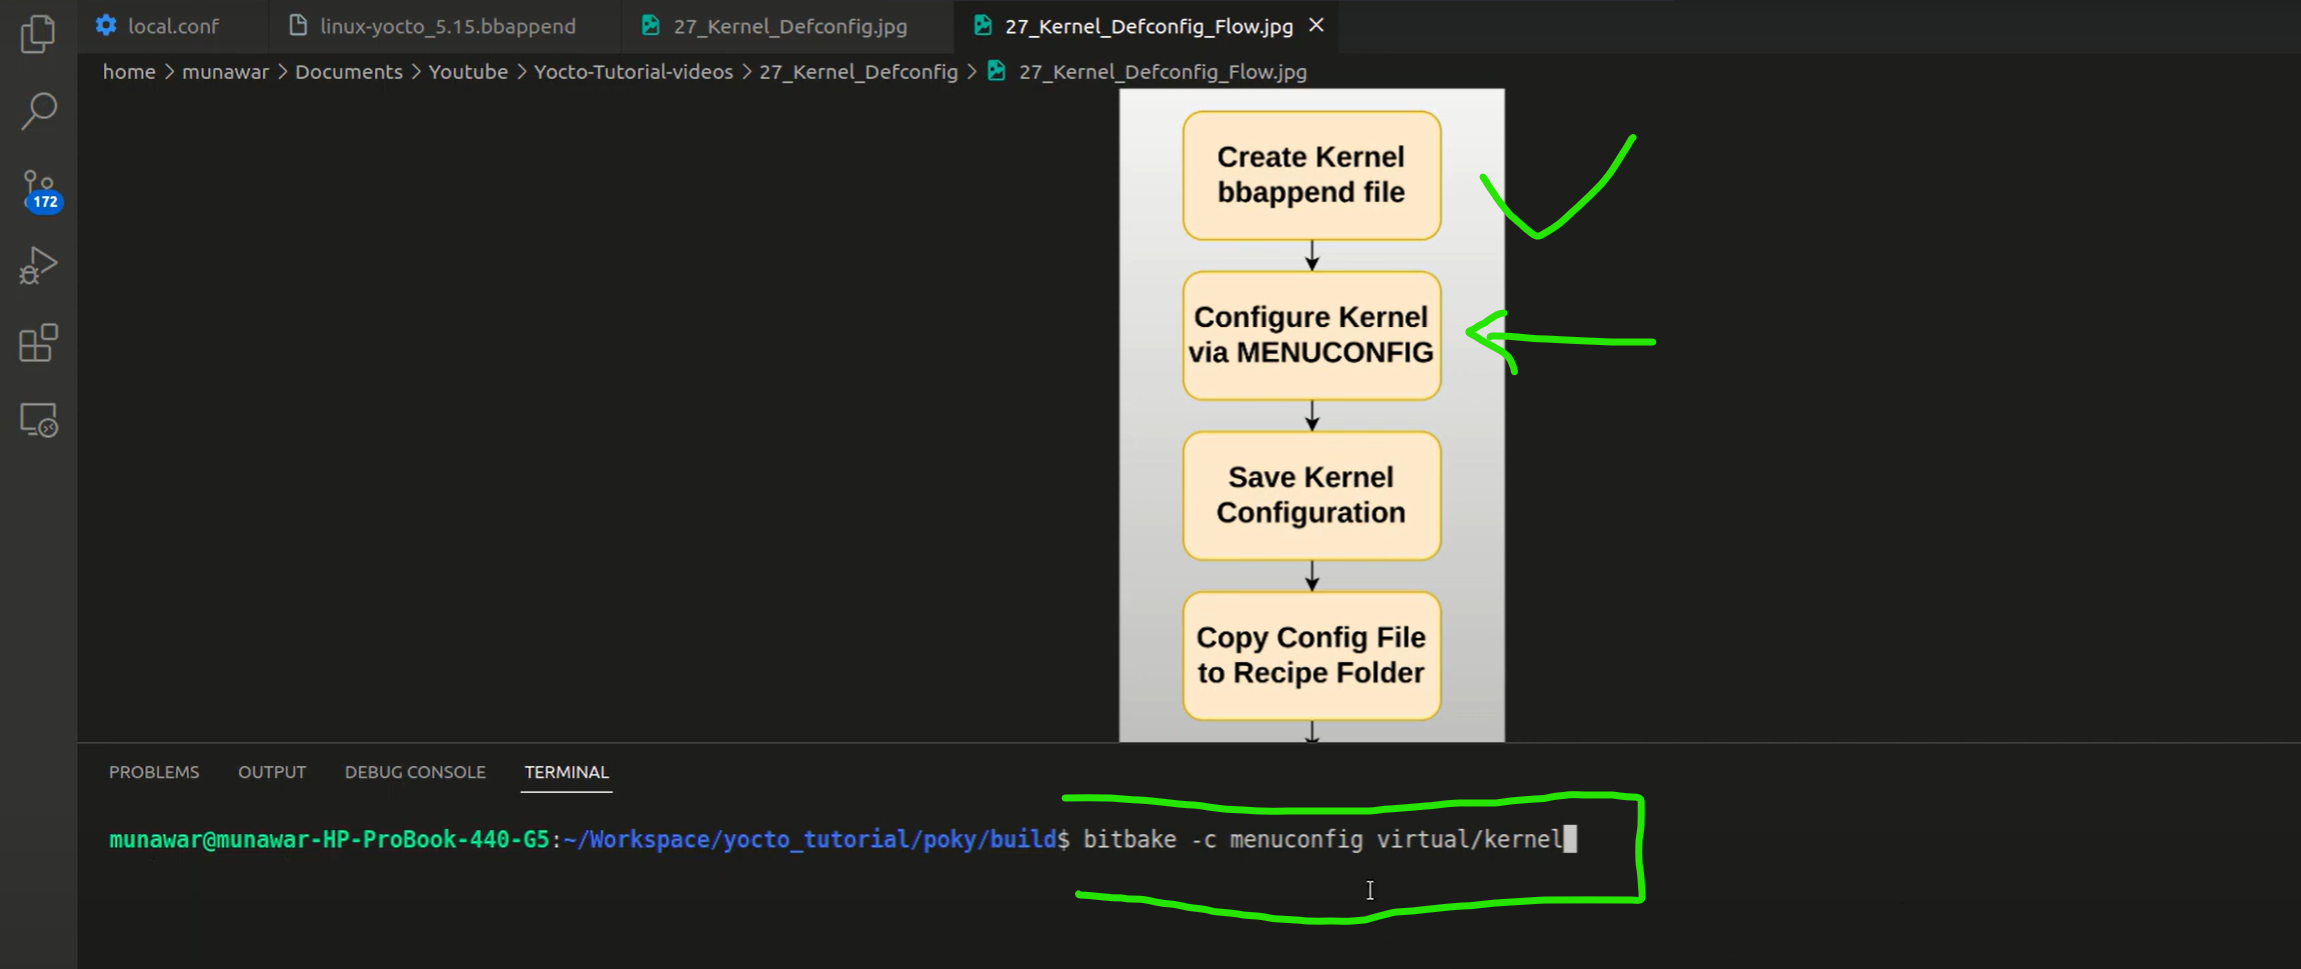 local.conf
linux-yocto_5.15.bbappend
27_Kernel_Defconfig.jpg
27_Kernel_Defconfig_Flow.jpg
home > munawar > Documents > Youtube > Yocto-Tutorial-videos > 27_Kernel_Defconfig > 27_Kernel_Defconfig_Flow.jpg
172
Create Kernel
bbappend file
Configure Kernel
via MENUCONFIG
Save Kernel
Configuration
Copy Config File
to Recipe Folder
PROBLEMS OUTPUT DEBUG CONSOLE TERMINAL
munawar@munawar-HP-ProBook-440-G5:~/Workspace/yocto_tutorial/poky/build$ bitbake -c menuconfig virtual/kernel